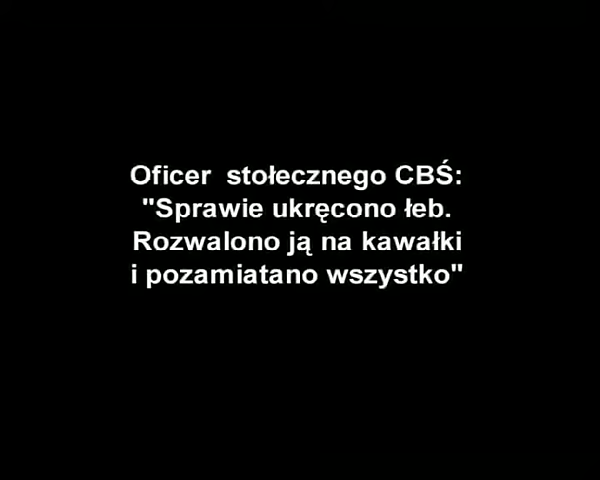 Oficer  stołecznego CBŚ:
"Sprawie ukręcono łeb.
Rozwalono ją na kawałki
i pozamiatano wszystko"